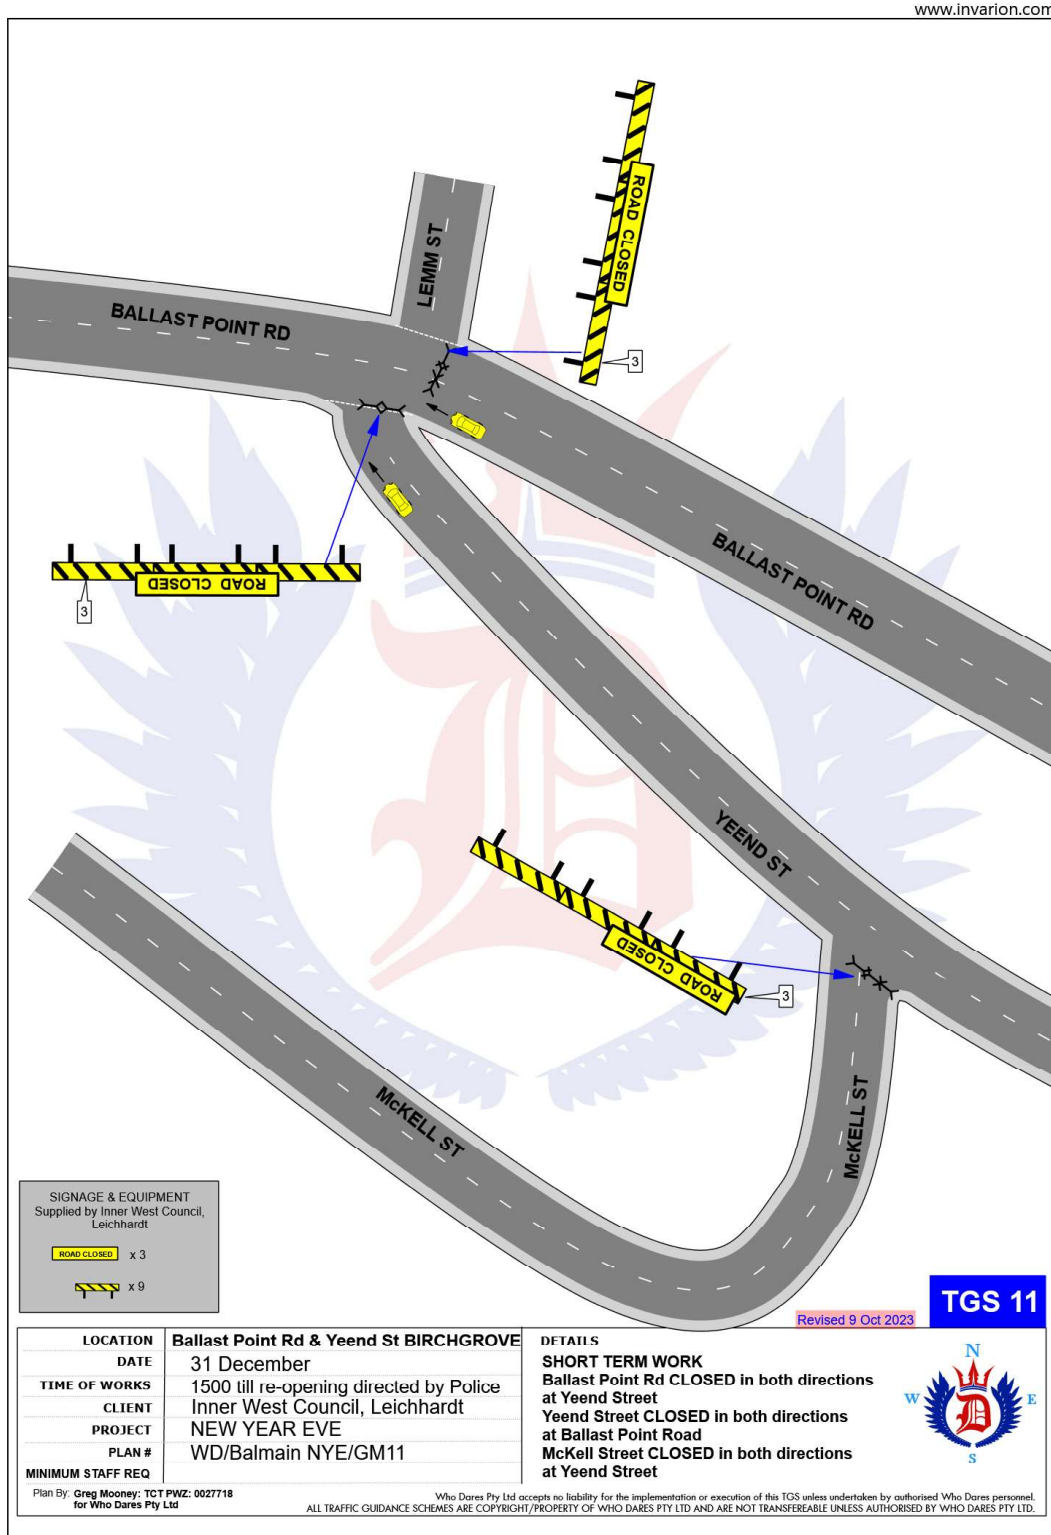 www.invarion.com
ROAD CLOSED
LEMM ST
BALLAST POINT RD
3
BALLAST POINT RD
ROAD CLOSED
3
YEEND ST
ROAD CLOSED
3
McKELL ST
McKELL ST
SIGNAGE & EQUIPMENT
Supplied by Inner West Council,
Leichhardt
ROAD CLOSED x 3
x 9
TGS 11
Revised 9 Oct 2023
LOCATION Ballast Point Rd & Yeend St BIRCHGROVE
DATE 31 December
TIME OF WORKS 1500 till re-opening directed by Police
CLIENT Inner West Council, Leichhardt
PROJECT NEW YEAR EVE
PLAN # WD/Balmain NYE/GM11
MINIMUM STAFF REQ
DETAILS
SHORT TERM WORK
Ballast Point Rd CLOSED in both directions
at Yeend Street
Yeend Street CLOSED in both directions
at Ballast Point Road
McKell Street CLOSED in both directions
at Yeend Street
N
W E
D
S
Plan By: Greg Mooney: TCT PWZ: 0027718
for Who Dares Pty Ltd
Who Dares Pty Ltd accepts no liability for the implementation or execution of this TGS unless undertaken by authorised Who Dares personnel.
ALL TRAFFIC GUIDANCE SCHEMES ARE COPYRIGHT/PROPERTY OF WHO DARES PTY LTD AND ARE NOT TRANSFEREABLE UNLESS AUTHORISED BY WHO DARES PTY LTD.